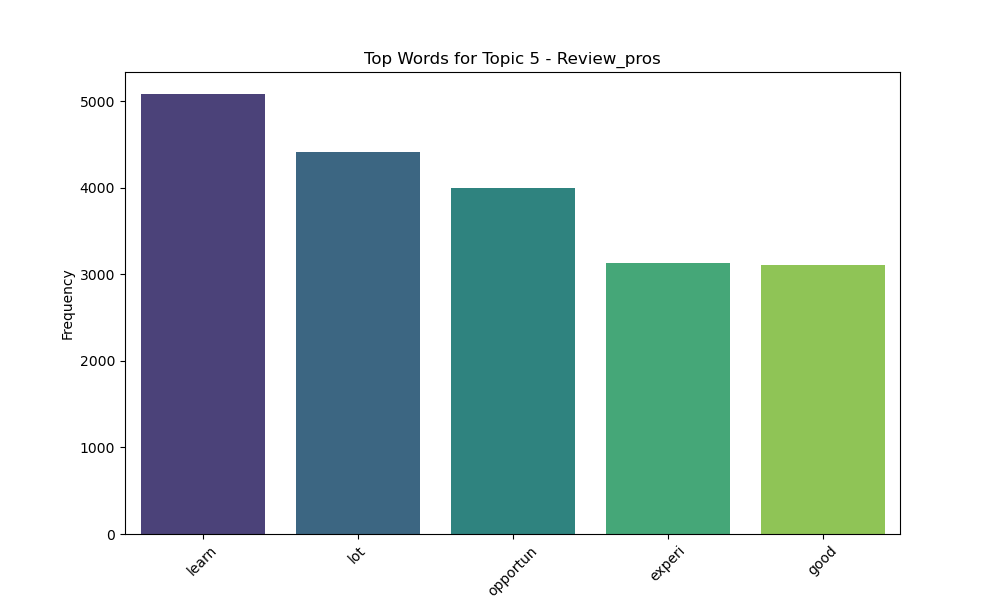 Top Words for Topic 5 - Review_pros
5000
4000
3000
2000
1000
0
Frequency
learn
lot
opportun
experi
good